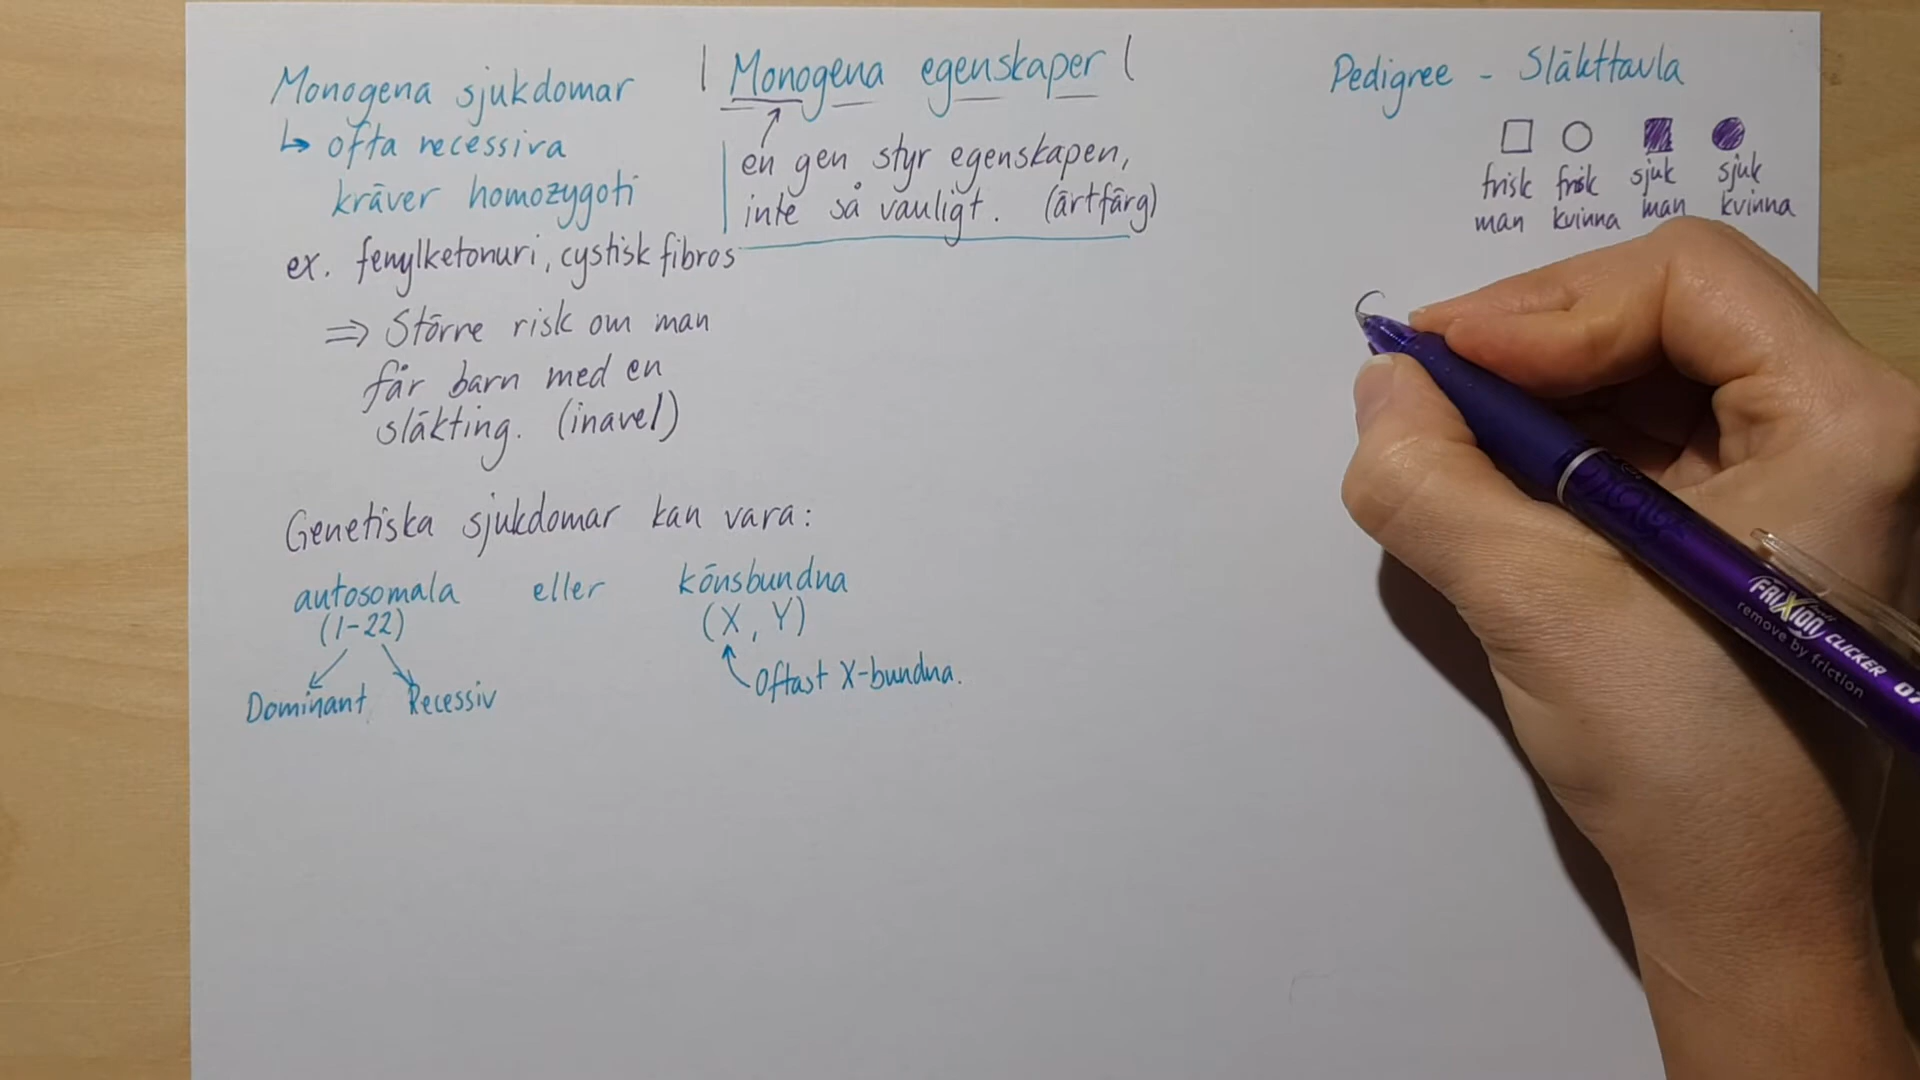 Monogena egenskaper
en gen styr egenskapen,
inte så vanligt. (ärtfärg)
Monogena sjukdomar
↳ ofta recessiva
kräver homozygoti
ex. fenylketonuri, cystisk fibros
⇒ Större risk om man
får barn med en
släkting. (inavel)
Genetiska sjukdomar kan vara:
autosomala eller könsbundna
(1-22) (X, Y)
Dominant Recessiv
Oftast X-bundna.
Pedigree - Släkttavla
frisk man
frisk kvinna
sjuk man
sjuk kvinna
FRIXION CLICKER 07
remove by friction